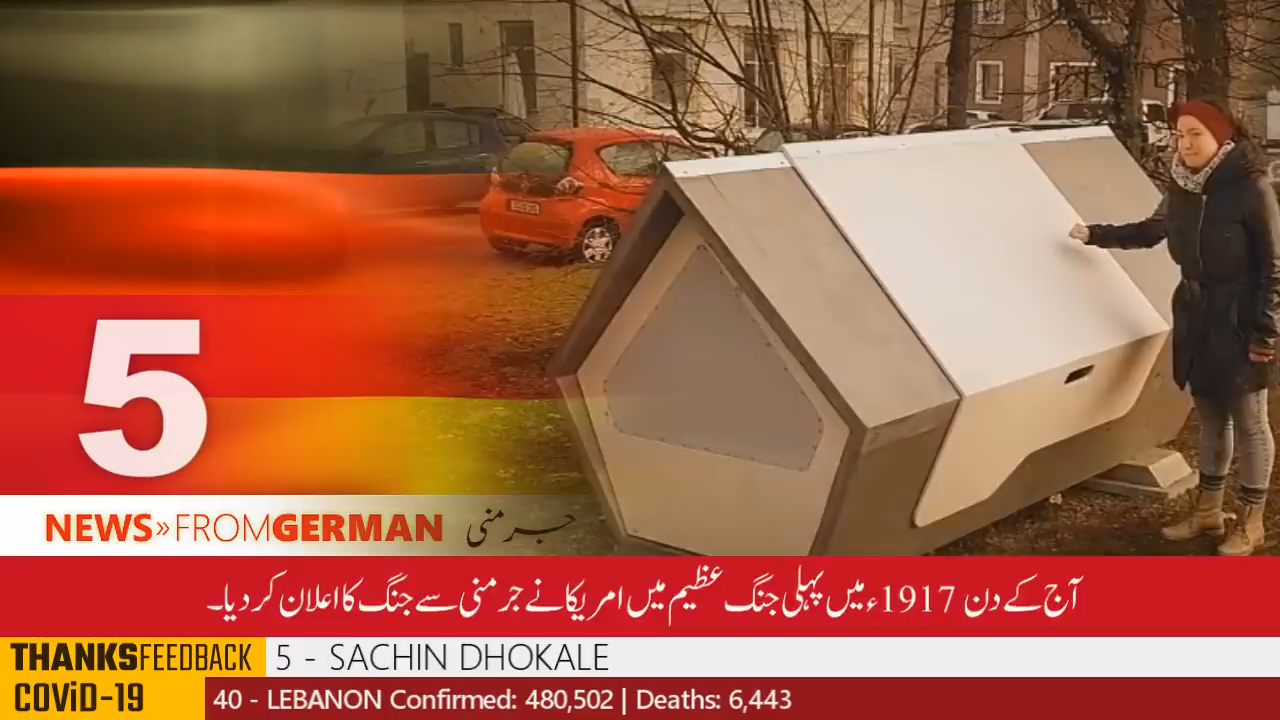 5
NEWS»FROMGERMAN جرمنی
آج کے دن 1917ء میں پہلی جنگ عظیم میں امریکا نے جرمنی سے جنگ کا اعلان کر دیا۔
THANKSFEEDBACK 5 - SACHIN DHOKALE
COViD-19 40 - LEBANON Confirmed: 480,502 | Deaths: 6,443